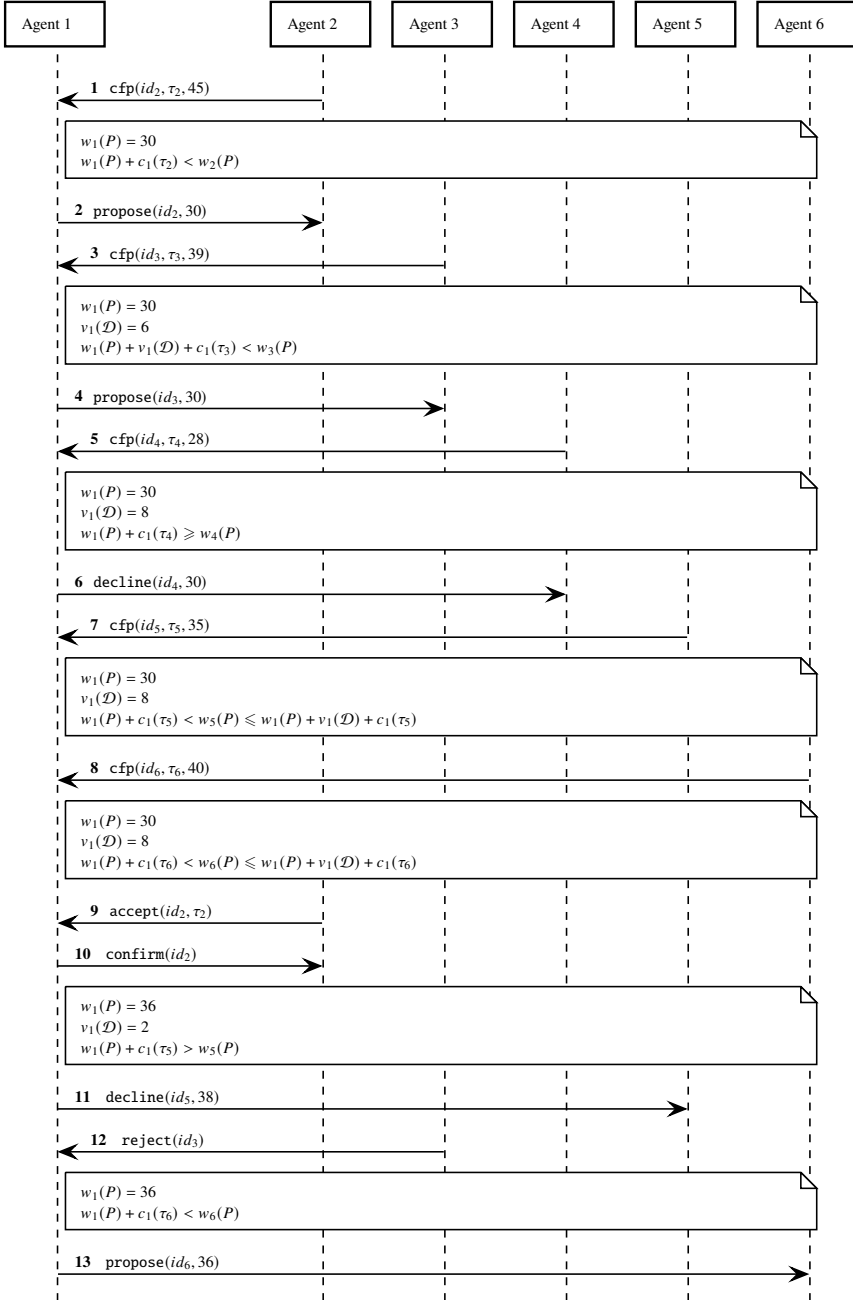 Agent 1 Agent 2 Agent 3 Agent 4 Agent 5 Agent 6
1 cfp(id₂, τ₂, 45)
w₁(P) = 30
w₁(P) + c₁(τ₂) < w₂(P)
2 propose(id₂, 30)
3 cfp(id₃, τ₃, 39)
w₁(P) = 30
v₁(𝒟) = 6
w₁(P) + v₁(𝒟) + c₁(τ₃) < w₃(P)
4 propose(id₃, 30)
5 cfp(id₄, τ₄, 28)
w₁(P) = 30
v₁(𝒟) = 8
w₁(P) + c₁(τ₄) ⩾ w₄(P)
6 decline(id₄, 30)
7 cfp(id₅, τ₅, 35)
w₁(P) = 30
v₁(𝒟) = 8
w₁(P) + c₁(τ₅) < w₅(P) ⩽ w₁(P) + v₁(𝒟) + c₁(τ₅)
8 cfp(id₆, τ₆, 40)
w₁(P) = 30
v₁(𝒟) = 8
w₁(P) + c₁(τ₆) < w₆(P) ⩽ w₁(P) + v₁(𝒟) + c₁(τ₆)
9 accept(id₂, τ₂)
10 confirm(id₂)
w₁(P) = 36
v₁(𝒟) = 2
w₁(P) + c₁(τ₅) > w₅(P)
11 decline(id₅, 38)
12 reject(id₃)
w₁(P) = 36
w₁(P) + c₁(τ₆) < w₆(P)
13 propose(id₆, 36)